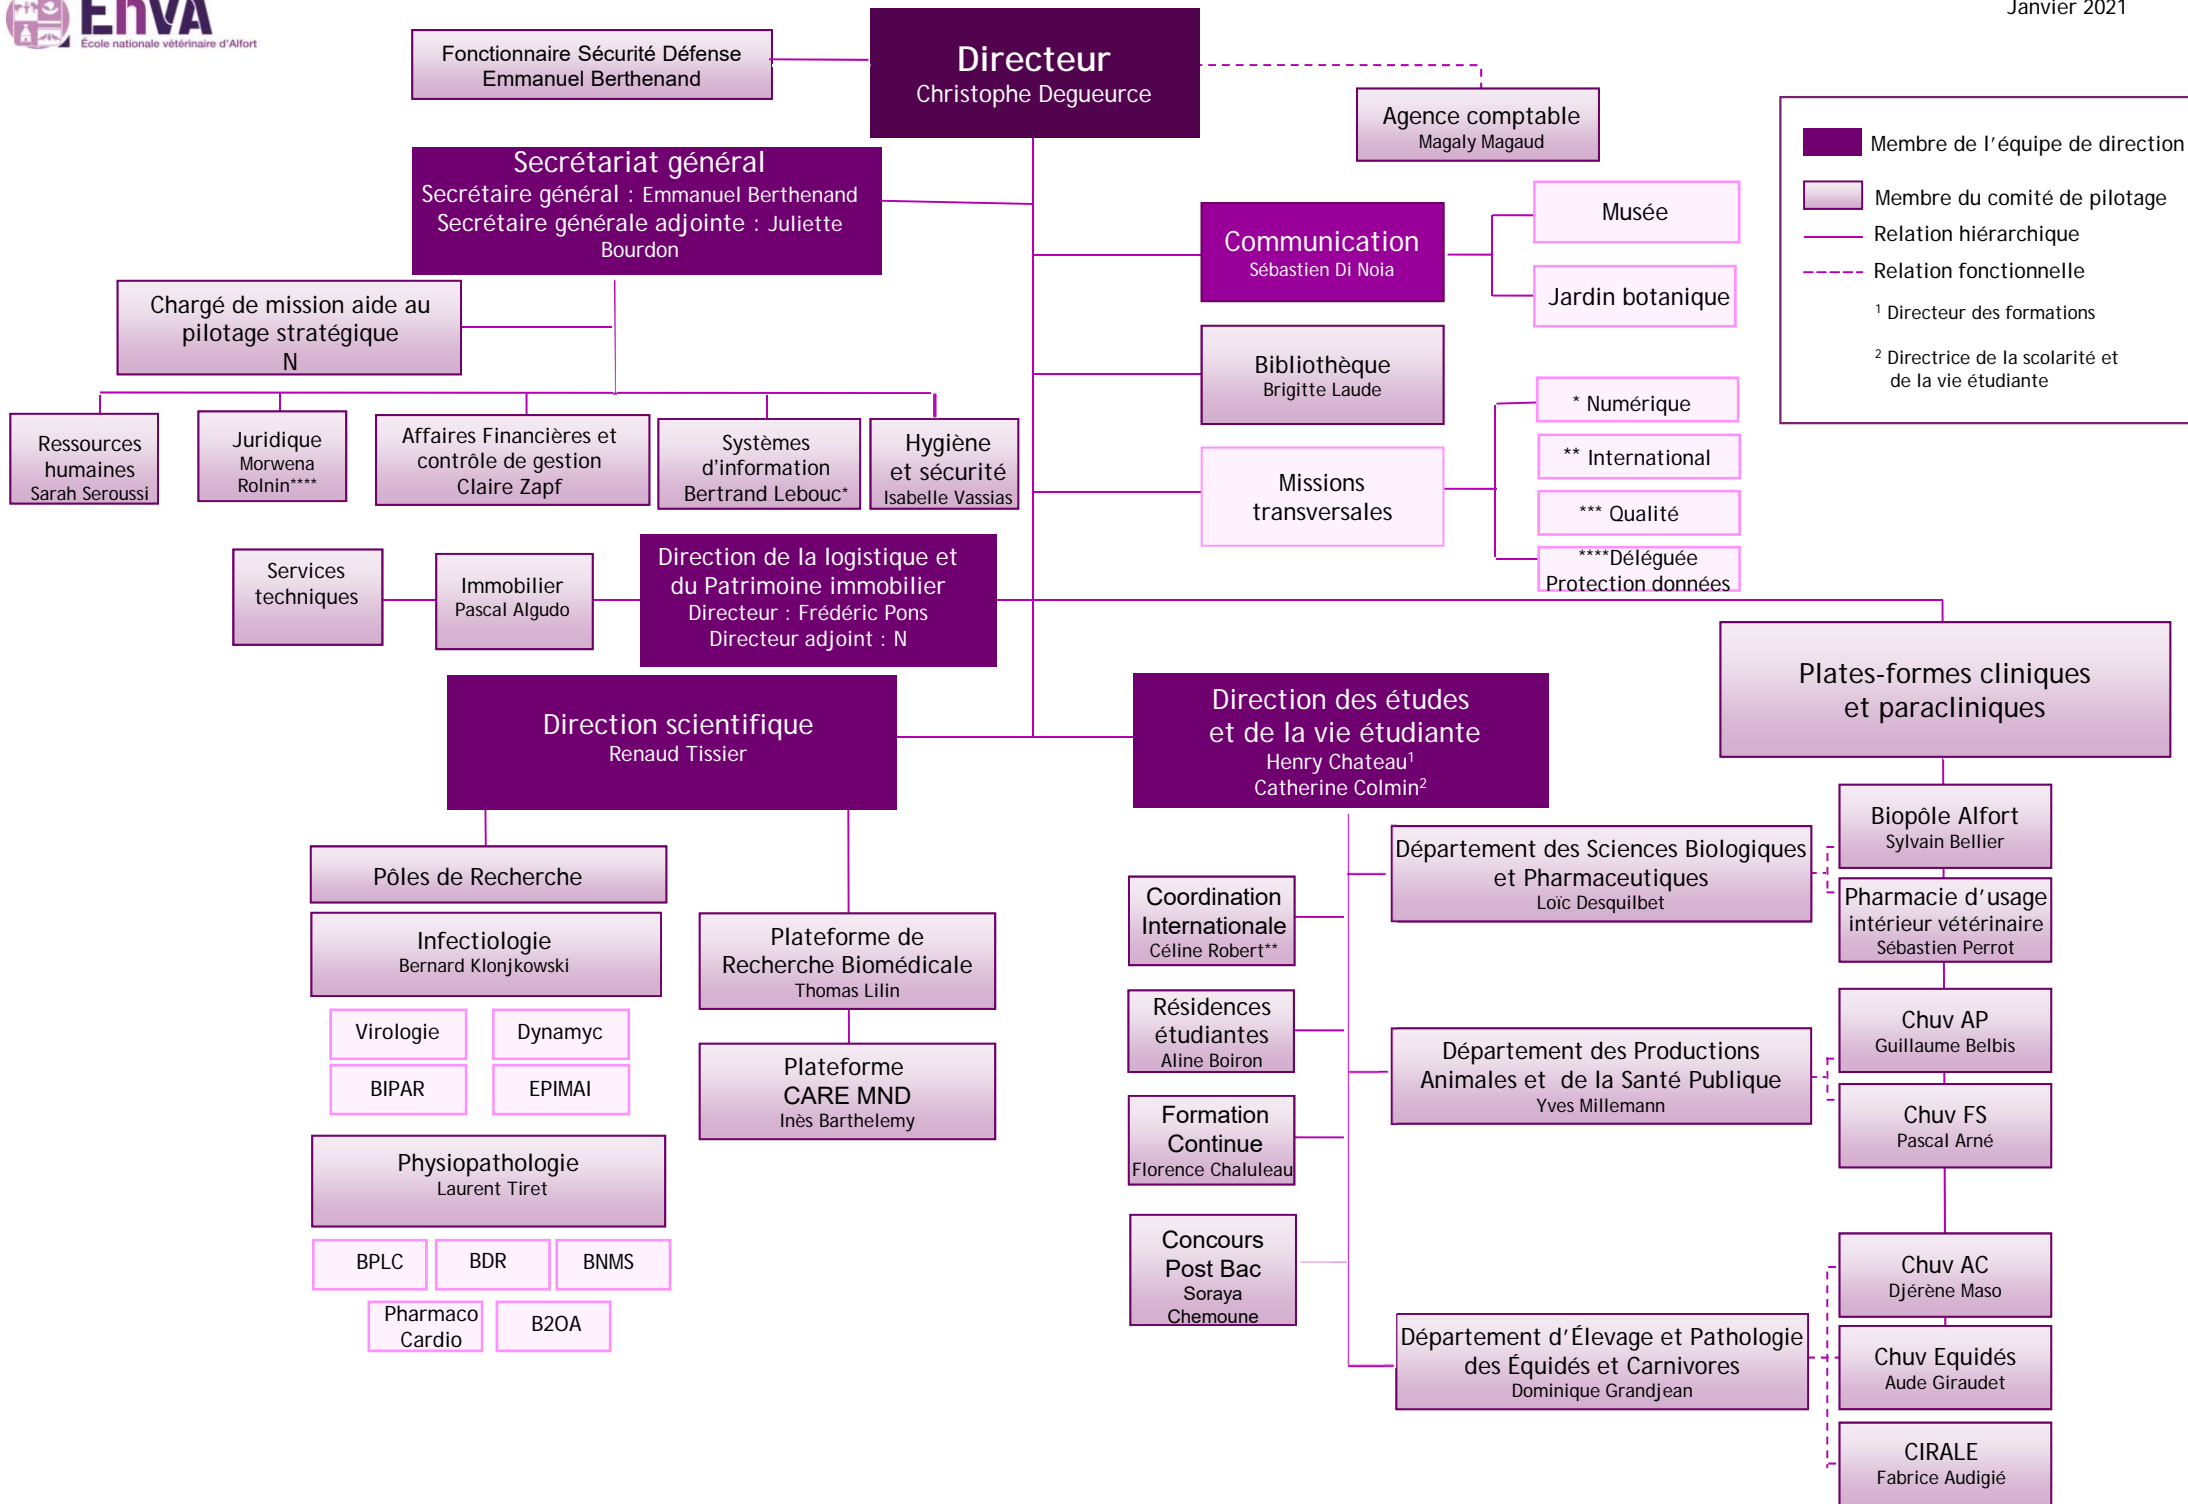 EnVA
École nationale vétérinaire d'Alfort
Janvier 2021
Fonctionnaire Sécurité Défense
Emmanuel Berthenand
Directeur
Christophe Degueurce
Agence comptable
Magaly Magaud
Membre de l'équipe de direction
Membre du comité de pilotage
Relation hiérarchique
Relation fonctionnelle
¹ Directeur des formations
² Directrice de la scolarité et
de la vie étudiante
Secrétariat général
Secrétaire général : Emmanuel Berthenand
Secrétaire générale adjointe : Juliette
Bourdon
Communication
Sébastien Di Noia
Musée
Jardin botanique
Chargé de mission aide au
pilotage stratégique
N
Bibliothèque
Brigitte Laude
Ressources
humaines
Sarah Seroussi
Juridique
Morwena
Rolnin****
Affaires Financières et
contrôle de gestion
Claire Zapf
Systèmes
d'information
Bertrand Lebouc*
Hygiène
et sécurité
Isabelle Vassias
Missions
transversales
* Numérique
** International
*** Qualité
****Déléguée
Protection données
Services
techniques
Immobilier
Pascal Algudo
Direction de la logistique et
du Patrimoine immobilier
Directeur : Frédéric Pons
Directeur adjoint : N
Plates-formes cliniques
et paracliniques
Direction scientifique
Renaud Tissier
Direction des études
et de la vie étudiante
Henry Chateau¹
Catherine Colmin²
Pôles de Recherche
Infectiologie
Bernard Klonjkowski
Virologie
Dynamyc
BIPAR
EPIMAI
Physiopathologie
Laurent Tiret
BPLC
BDR
BNMS
Pharmaco
Cardio
B2OA
Plateforme de
Recherche Biomédicale
Thomas Lilin
Plateforme
CARE MND
Inès Barthelemy
Coordination
Internationale
Céline Robert**
Résidences
étudiantes
Aline Boiron
Formation
Continue
Florence Chaluleau
Concours
Post Bac
Soraya
Chemoune
Département des Sciences Biologiques
et Pharmaceutiques
Loïc Desquilbet
Département des Productions
Animales et de la Santé Publique
Yves Millemann
Département d'Élevage et Pathologie
des Équidés et Carnivores
Dominique Grandjean
Biopôle Alfort
Sylvain Bellier
Pharmacie d'usage
intérieur vétérinaire
Sébastien Perrot
Chuv AP
Guillaume Belbis
Chuv FS
Pascal Arné
Chuv AC
Djérène Maso
Chuv Equidés
Aude Giraudet
CIRALE
Fabrice Audigié